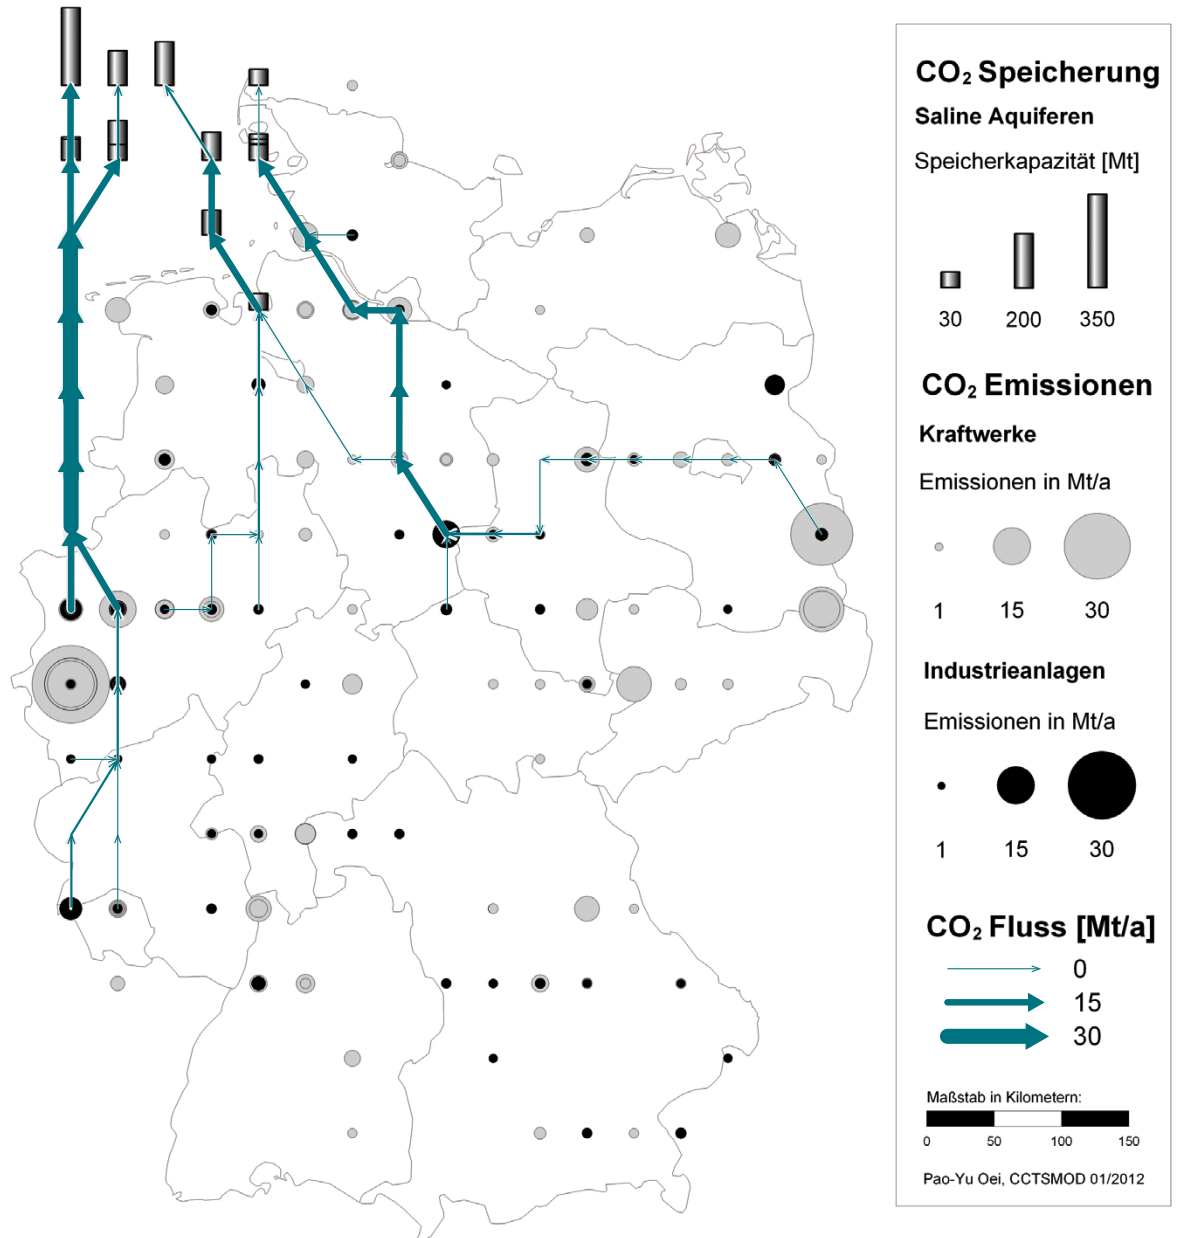 CO₂ Speicherung
Saline Aquiferen
Speicherkapazität [Mt]
30 200 350
CO₂ Emissionen
Kraftwerke
Emissionen in Mt/a
1 15 30
Industrieanlagen
Emissionen in Mt/a
1 15 30
CO₂ Fluss [Mt/a]
0
15
30
Maßstab in Kilometern:
0 50 100 150
Pao-Yu Oei, CCTSMOD 01/2012